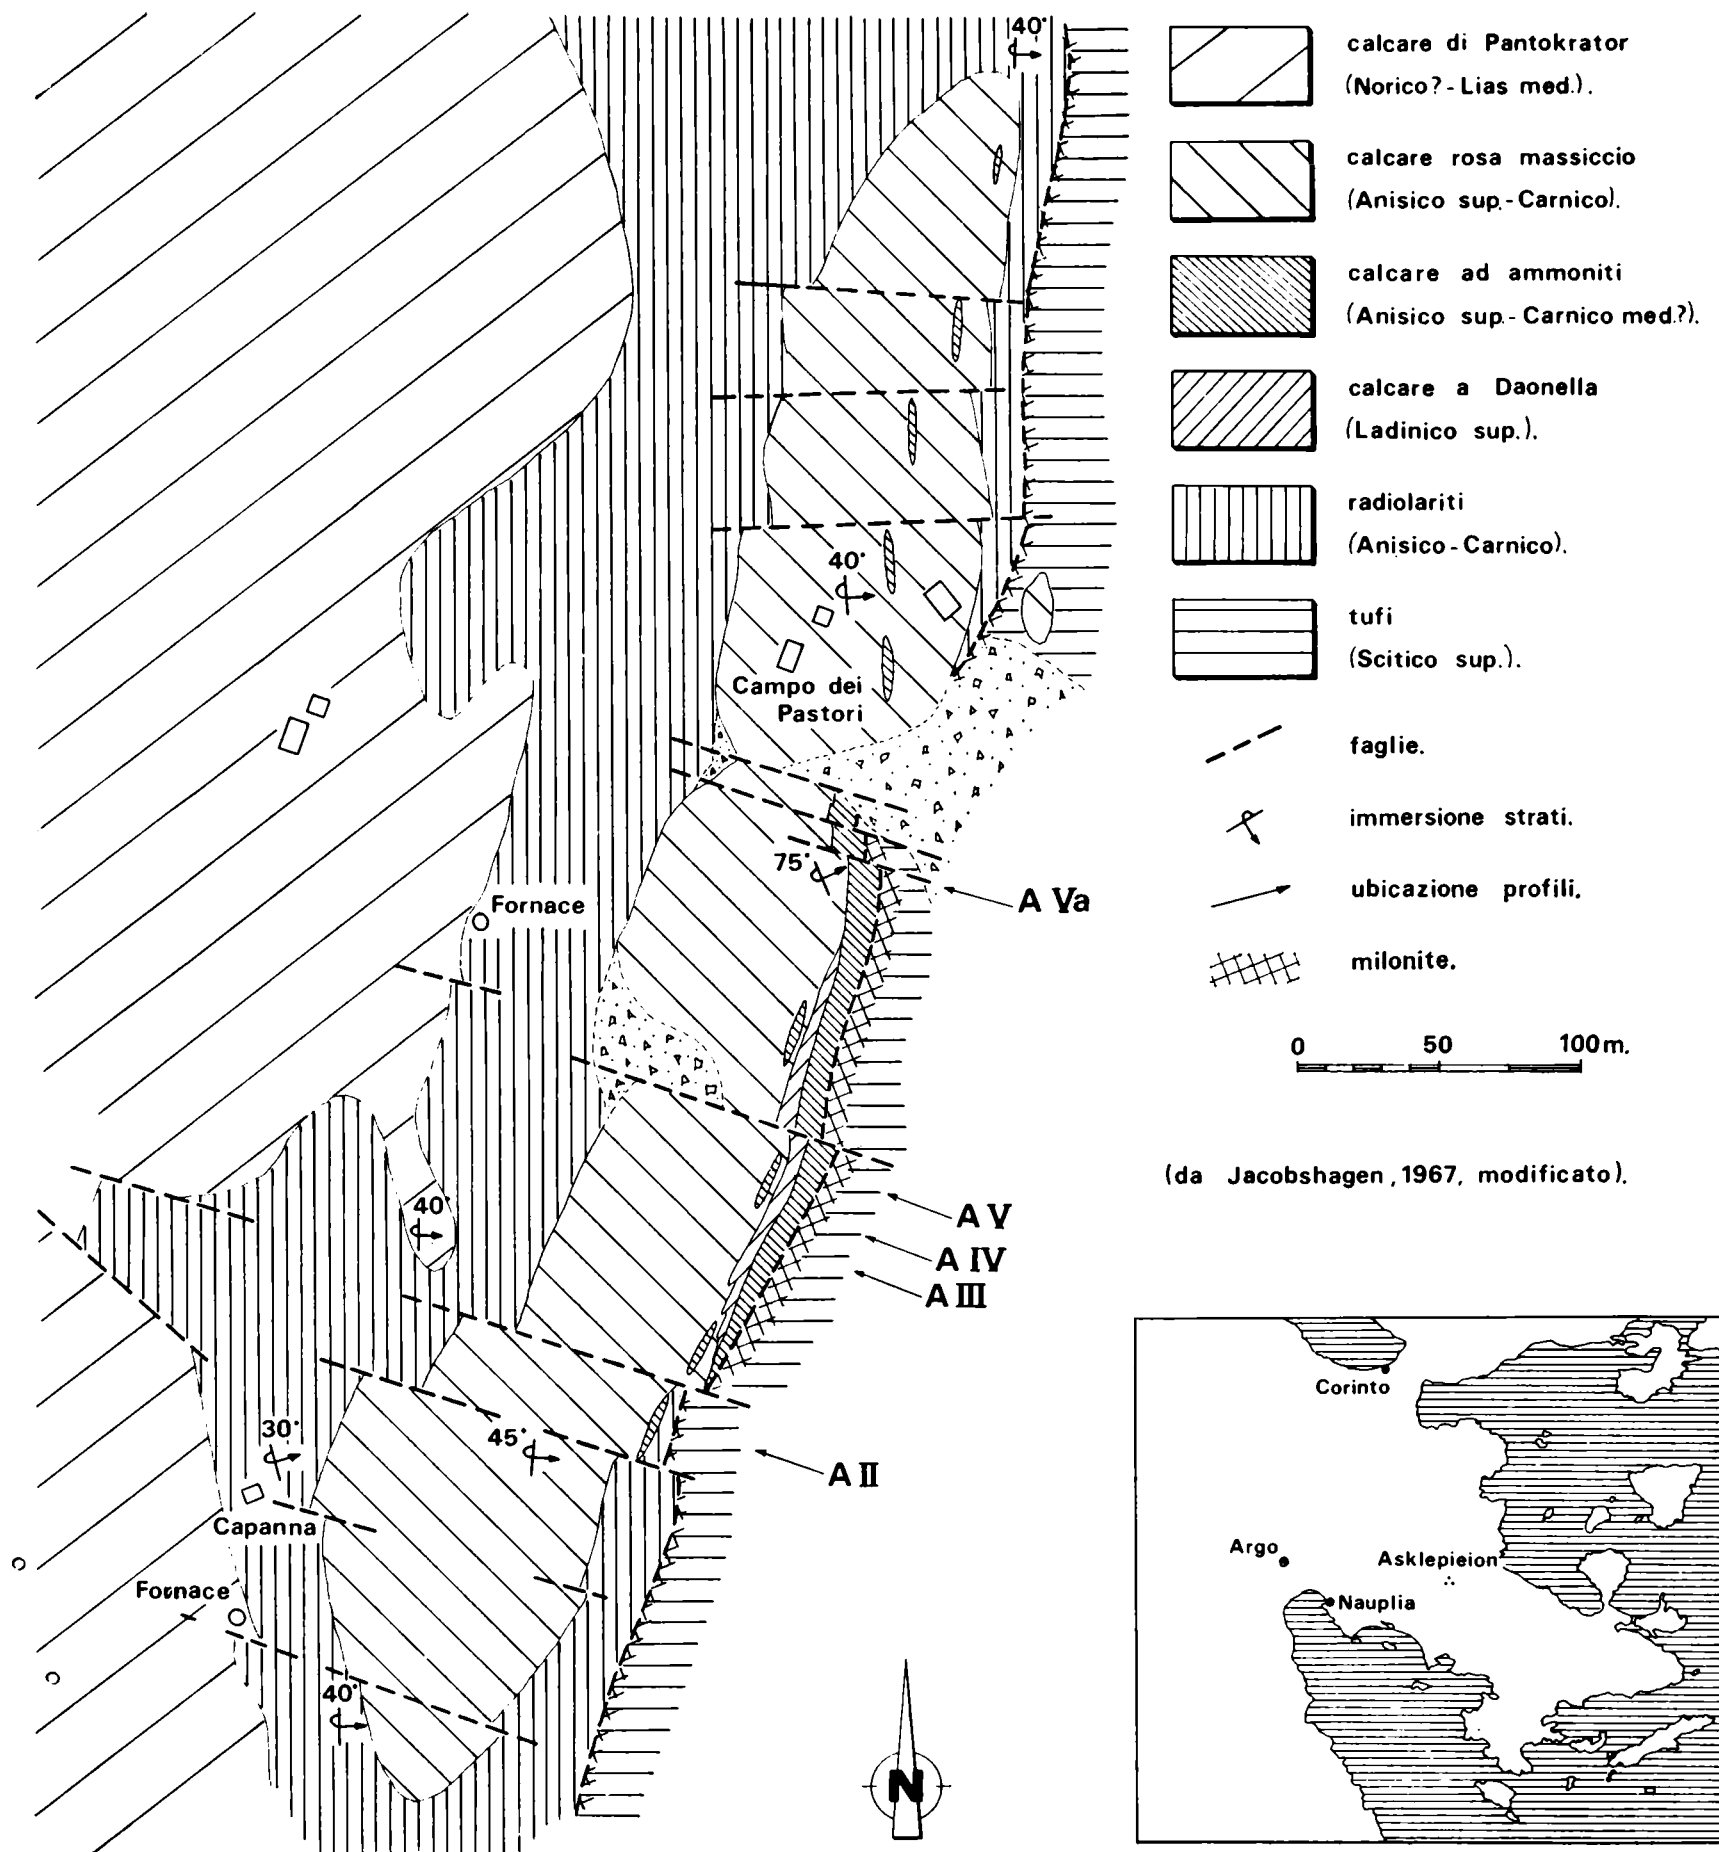 calcare di Pantokrator
(Norico? - Lias med.).
calcare rosa massiccio
(Anisico sup. - Carnico).
calcare ad ammoniti
(Anisico sup. - Carnico med.?).
calcare a Daonella
(Ladinico sup.).
radiolariti
(Anisico - Carnico).
tufi
(Scitico sup.).
faglie.
immersione strati.
ubicazione profili.
milonite.
0 50 100 m.
(da Jacobshagen, 1967, modificato).
40°
40°
Campo dei
Pastori
75°
A Va
Fornace
40°
A V
A IV
A III
30°
45°
A II
Capanna
Fornace
40°
N
Corinto
Argo
Asklepieion
Nauplia